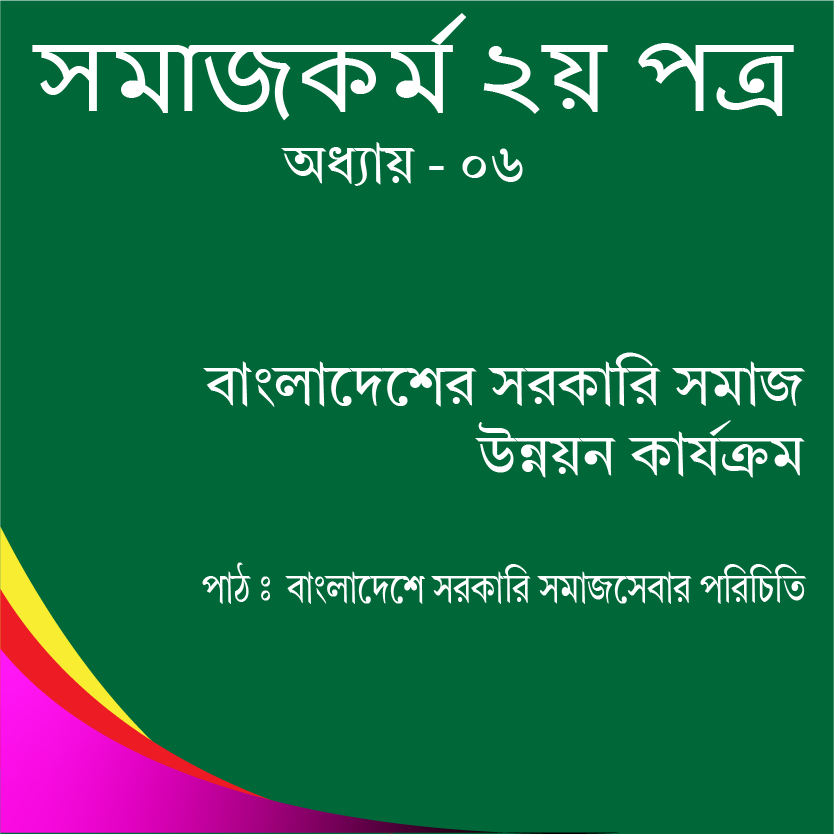 সমাজকর্ম ২য় পত্র
অধ্যায় - ০৬
বাংলাদেশের সরকারি সমাজ
উন্নয়ন কার্যক্রম
পাঠ ঃ বাংলাদেশে সরকারি সমাজসেবার পরিচিতি